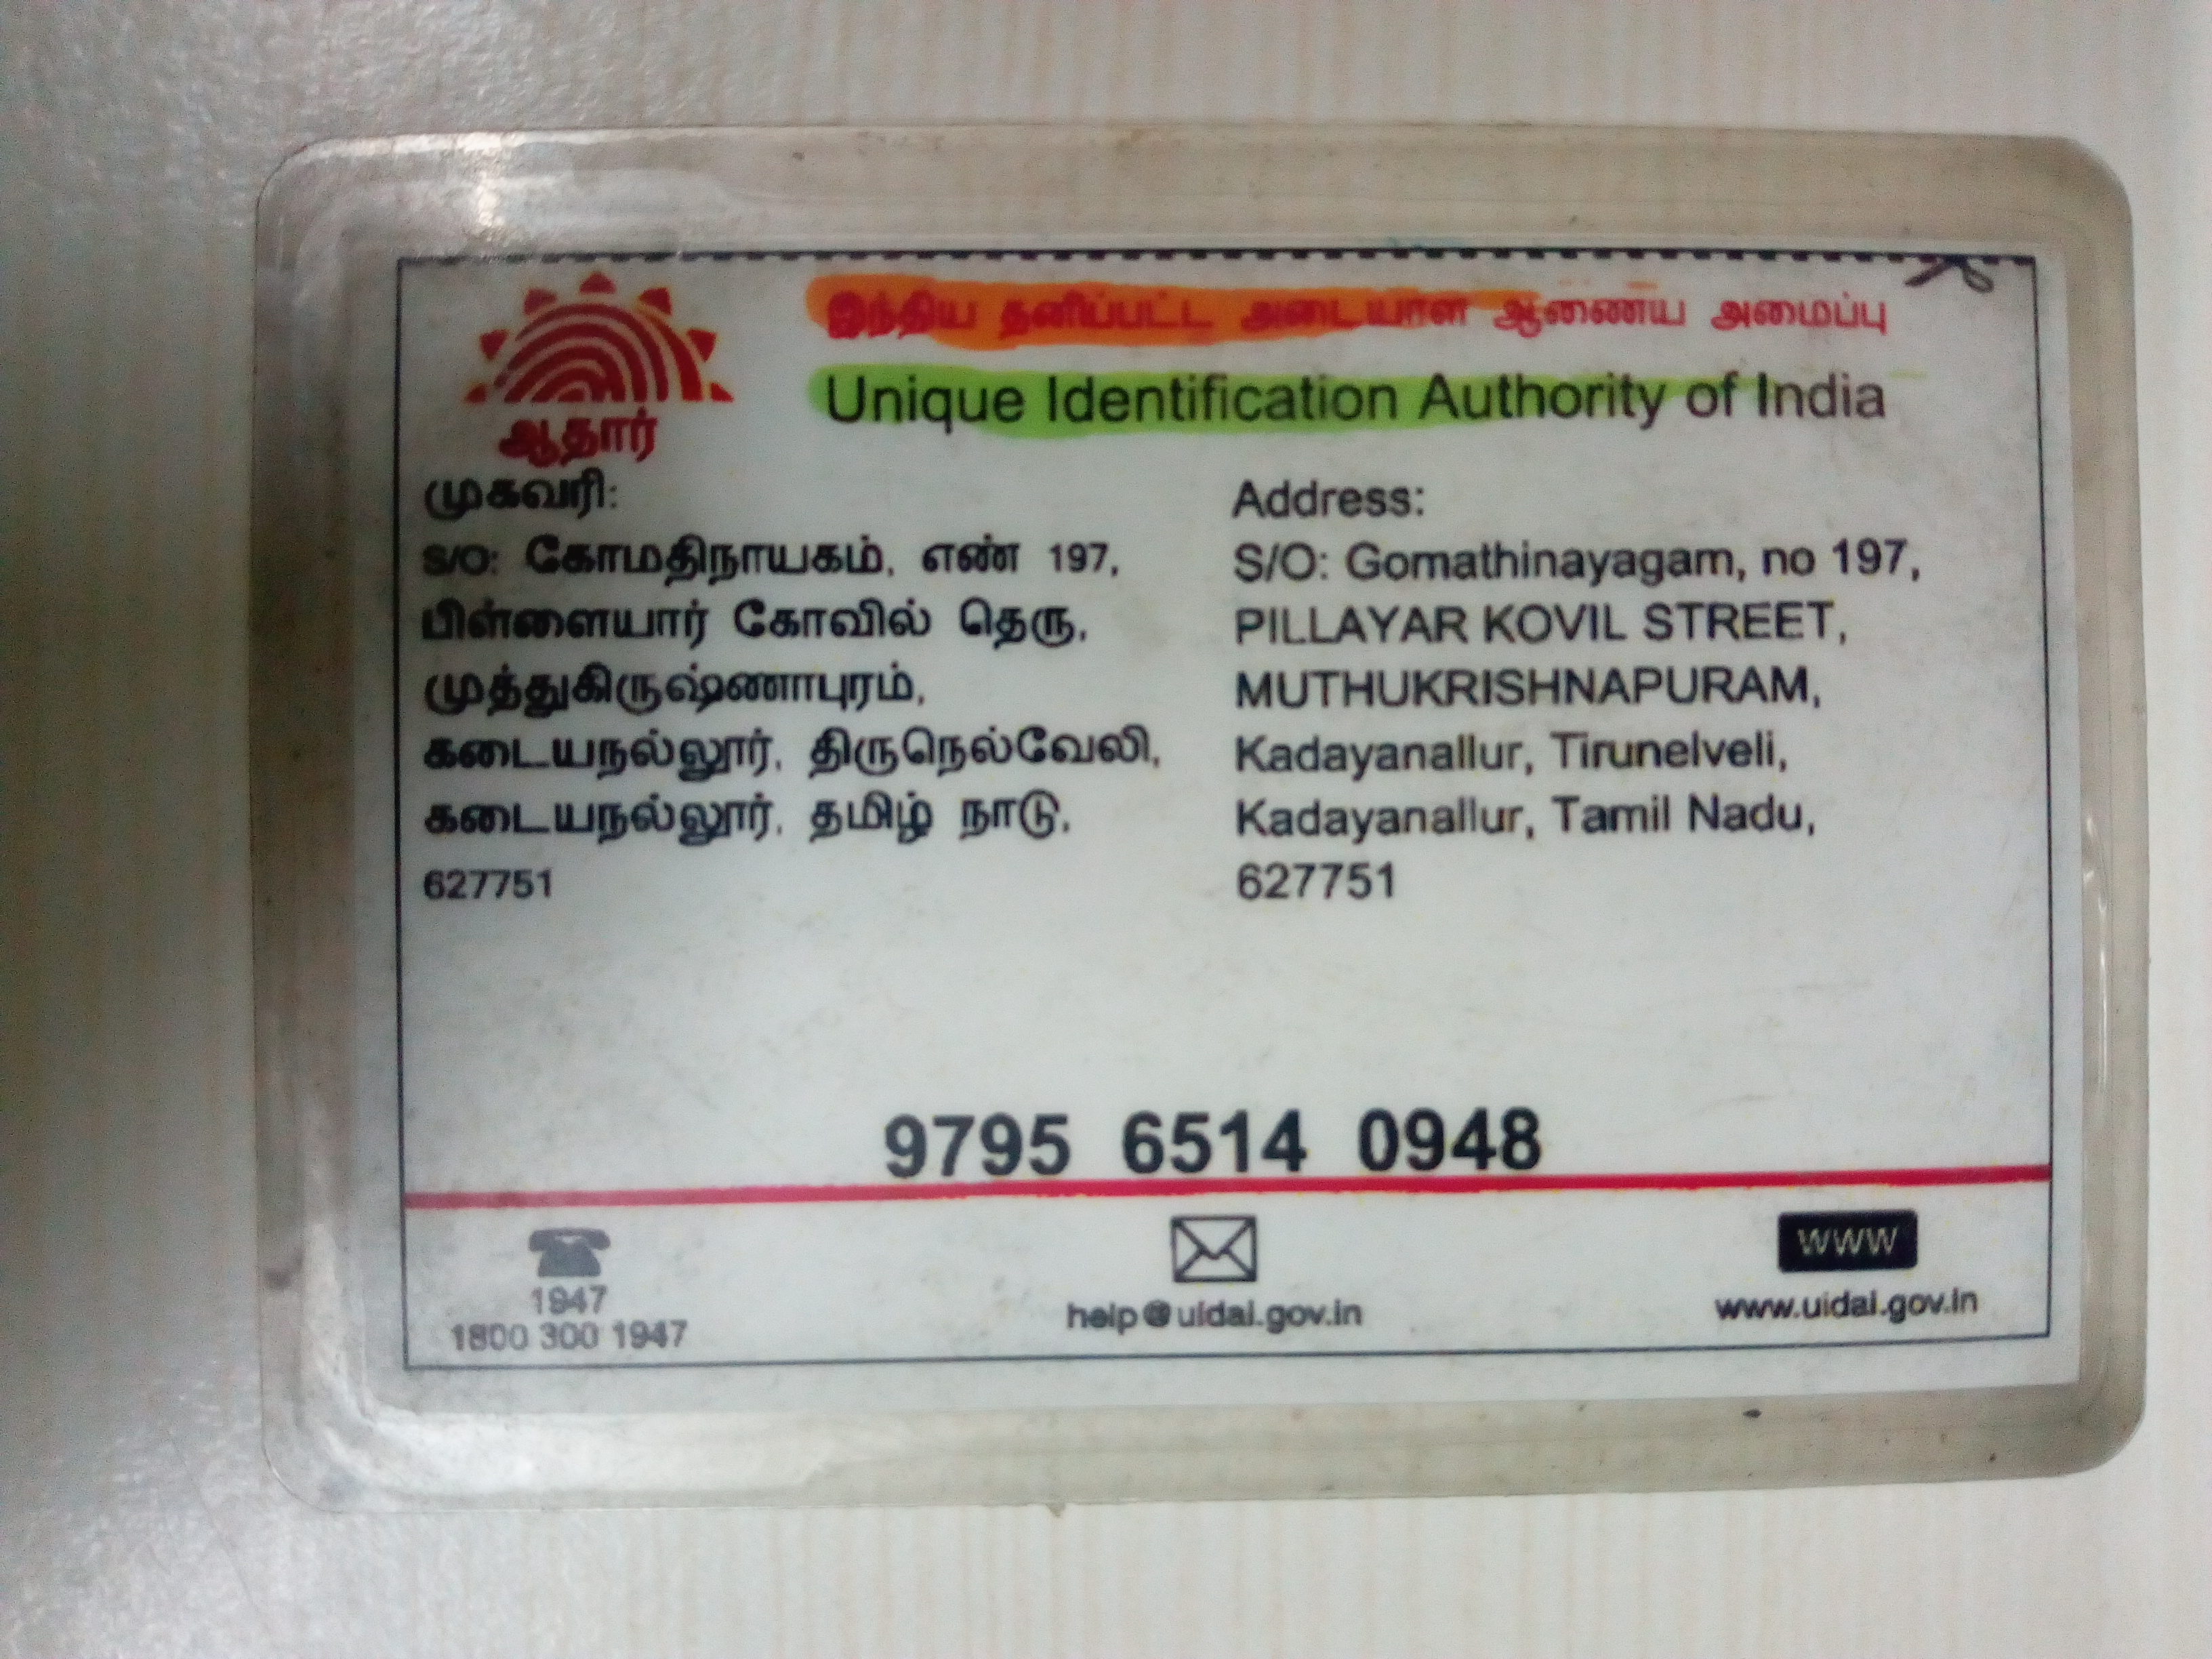 இந்திய தனிப்பட்ட அடையாள ஆணைய அமைப்பு
Unique Identification Authority of India
ஆதார்
முகவரி:
S/O: கோமதிநாயகம், எண் 197,
பிள்ளையார் கோவில் தெரு,
முத்துகிருஷ்ணாபுரம்,
கடையநல்லூர், திருநெல்வேலி,
கடையநல்லூர், தமிழ் நாடு,
627751
Address:
S/O: Gomathinayagam, no 197,
PILLAYAR KOVIL STREET,
MUTHUKRISHNAPURAM,
Kadayanallur, Tirunelveli,
Kadayanallur, Tamil Nadu,
627751
9795 6514 0948
1947
1800 300 1947
help@uidai.gov.in
WWW
www.uidai.gov.in